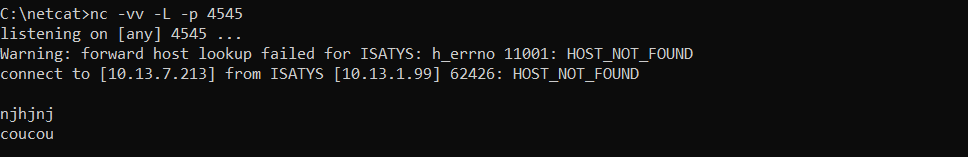 C:\netcat>nc -vv -L -p 4545
listening on [any] 4545 ...
Warning: forward host lookup failed for ISATYS: h_errno 11001: HOST_NOT_FOUND
connect to [10.13.7.213] from ISATYS [10.13.1.99] 62426: HOST_NOT_FOUND
njhjnj
coucou